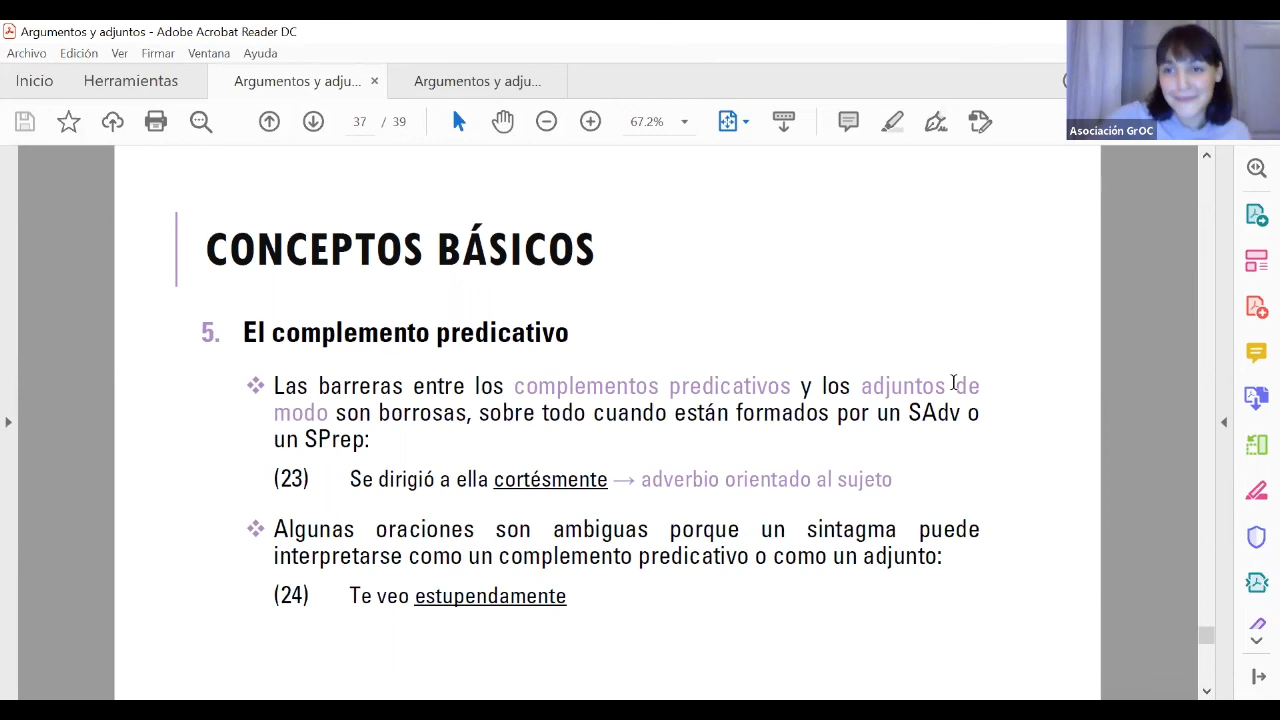 Argumentos y adjuntos - Adobe Acrobat Reader DC
Archivo Edición Ver Firmar Ventana Ayuda
Inicio Herramientas Argumentos y adju... × Argumentos y adju...
37 / 39 67.2%
Asociación GrOC
CONCEPTOS BÁSICOS
5. El complemento predicativo
❖ Las barreras entre los complementos predicativos y los adjuntos de
modo son borrosas, sobre todo cuando están formados por un SAdv o
un SPrep:
(23) Se dirigió a ella cortésmente → adverbio orientado al sujeto
❖ Algunas oraciones son ambiguas porque un sintagma puede
interpretarse como un complemento predicativo o como un adjunto:
(24) Te veo estupendamente